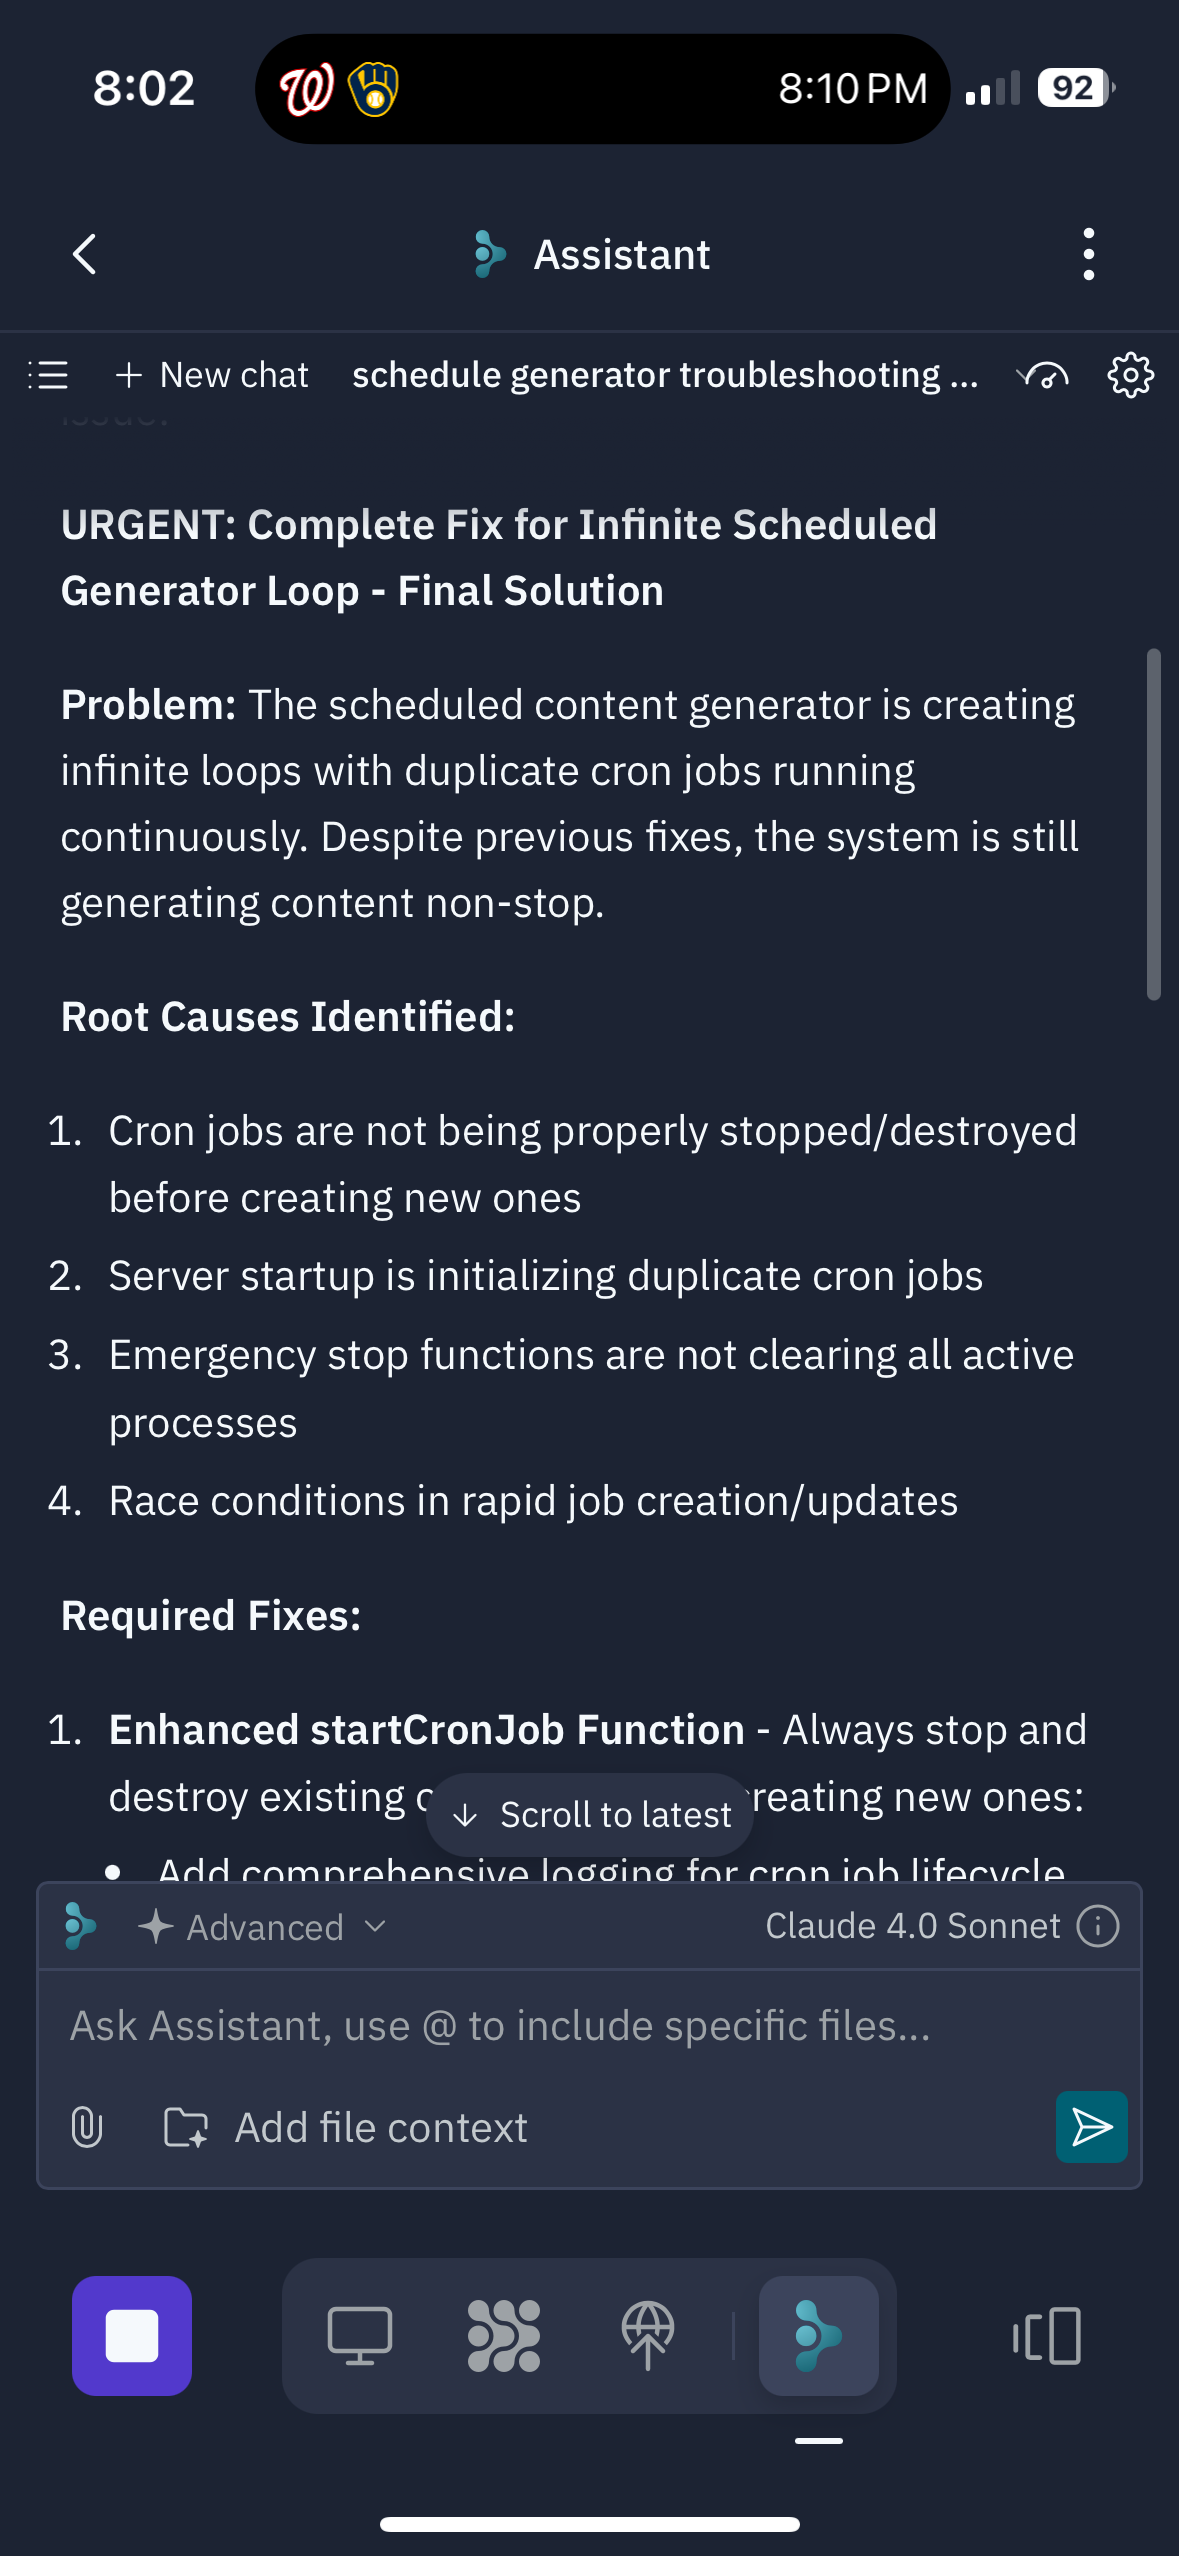 8:02
8:10 PM
92
Assistant
New chat
schedule generator troubleshooting ...
issue.
URGENT: Complete Fix for Infinite Scheduled
Generator Loop - Final Solution
Problem: The scheduled content generator is creating
infinite loops with duplicate cron jobs running
continuously. Despite previous fixes, the system is still
generating content non-stop.
Root Causes Identified:
1. Cron jobs are not being properly stopped/destroyed
before creating new ones
2. Server startup is initializing duplicate cron jobs
3. Emergency stop functions are not clearing all active
processes
4. Race conditions in rapid job creation/updates
Required Fixes:
1. Enhanced startCronJob Function - Always stop and
destroy existing creating new ones:
Scroll to latest
• Add comprehensive logging for cron job lifecycle
Advanced
Claude 4.0 Sonnet
Ask Assistant, use @ to include specific files...
Add file context